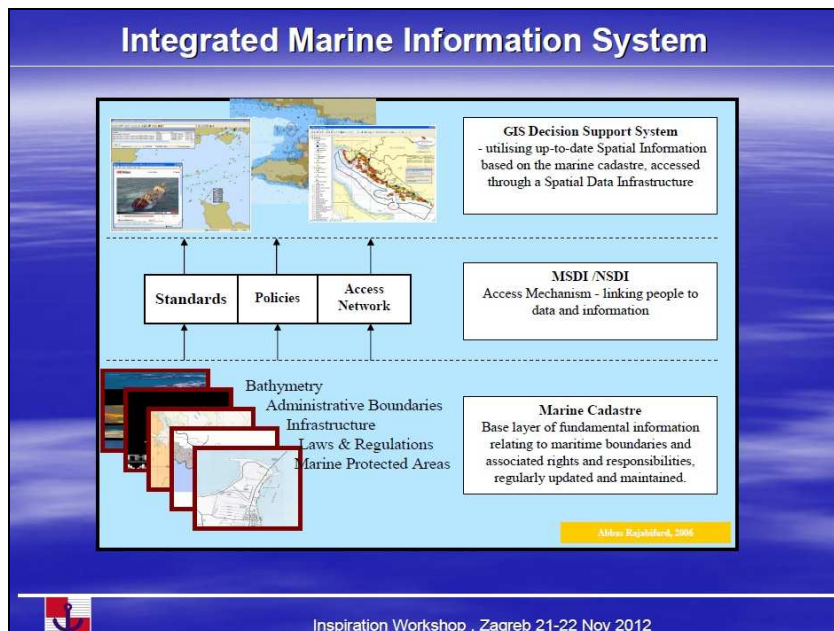 Integrated Marine Information System
GIS Decision Support System
- utilising up-to-date Spatial Information
based on the marine cadastre, accessed
through a Spatial Data Infrastructure
Standards
Policies
Access
Network
MSDI /NSDI
Access Mechanism - linking people to
data and information
Bathymetry
Administrative Boundaries
Infrastructure
Laws & Regulations
Marine Protected Areas
Marine Cadastre
Base layer of fundamental information
relating to maritime boundaries and
associated rights and responsibilities,
regularly updated and maintained.
Abbas Rajabifard, 2006
Inspiration Workshop , Zagreb 21-22 Nov 2012